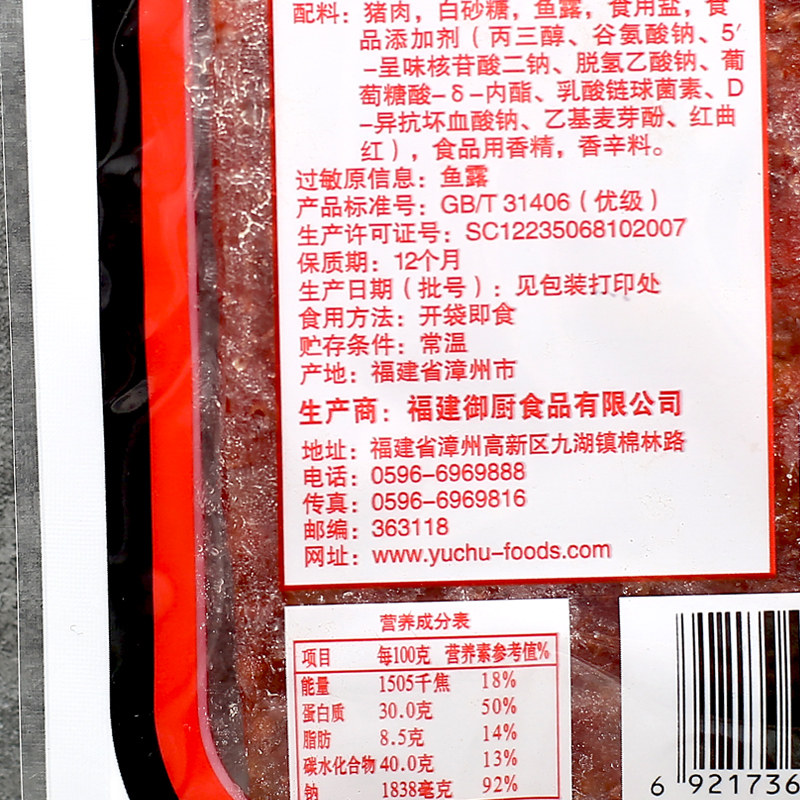 配料：猪肉，白砂糖，鱼露，食用盐，食
品添加剂（丙三醇、谷氨酸钠、5′
-呈味核苷酸二钠、脱氢乙酸钠、葡
萄糖酸-δ-内酯、乳酸链球菌素、D
-异抗坏血酸钠、乙基麦芽酚、红曲
红），食品用香精，香辛料。
过敏原信息：鱼露
产品标准号：GB/T 31406（优级）
生产许可证号：SC12235068102007
保质期：12个月
生产日期（批号）：见包装打印处
食用方法：开袋即食
贮存条件：常温
产地：福建省漳州市
生产商：福建御厨食品有限公司
地址：福建省漳州高新区九湖镇棉林路
电话：0596-6969888
传真：0596-6969816
邮编：363118
网址：www.yuchu-foods.com
营养成分表
项目 每100克 营养素参考值%
能量 1505千焦 18%
蛋白质 30.0克 50%
脂肪 8.5克 14%
碳水化合物 40.0克 13%
钠 1838毫克 92%
6 921736